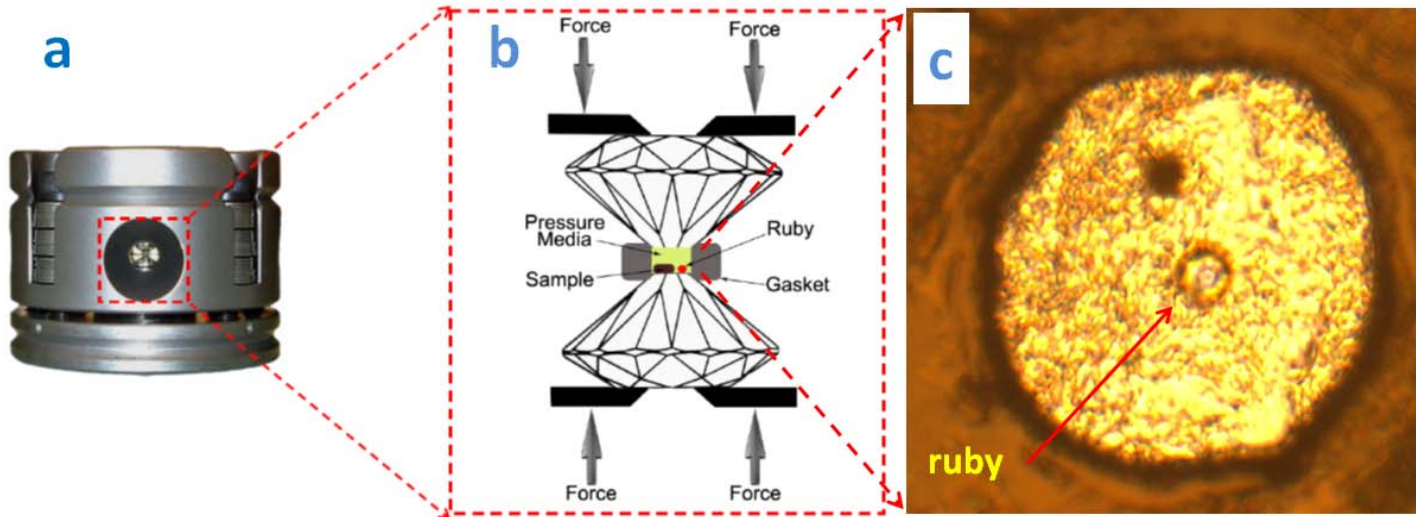 a
b
c
Force
Force
Pressure
Media
Ruby
Sample
Gasket
Force
Force
ruby